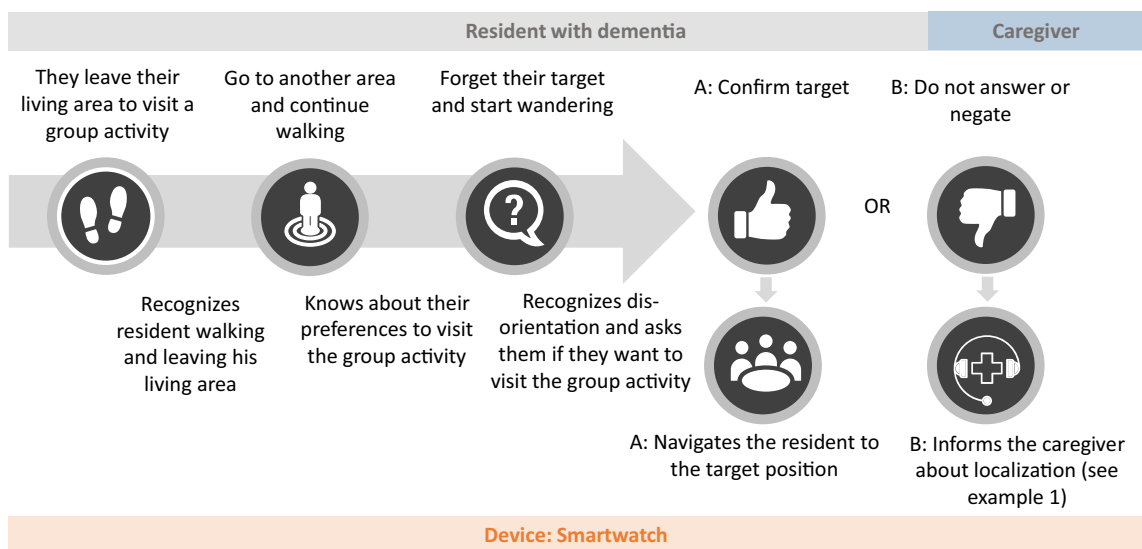 Resident with dementia
Caregiver
They leave their
living area to visit a
group activity
Go to another area
and continue
walking
Forget their target
and start wandering
A: Confirm target
B: Do not answer or
negate
?
OR
Recognizes
resident walking
and leaving his
living area
Knows about their
preferences to visit
the group activity
Recognizes dis-
orientation and asks
them if they want to
visit the group activity
A: Navigates the resident to
the target position
B: Informs the caregiver
about localization (see
example 1)
Device: Smartwatch